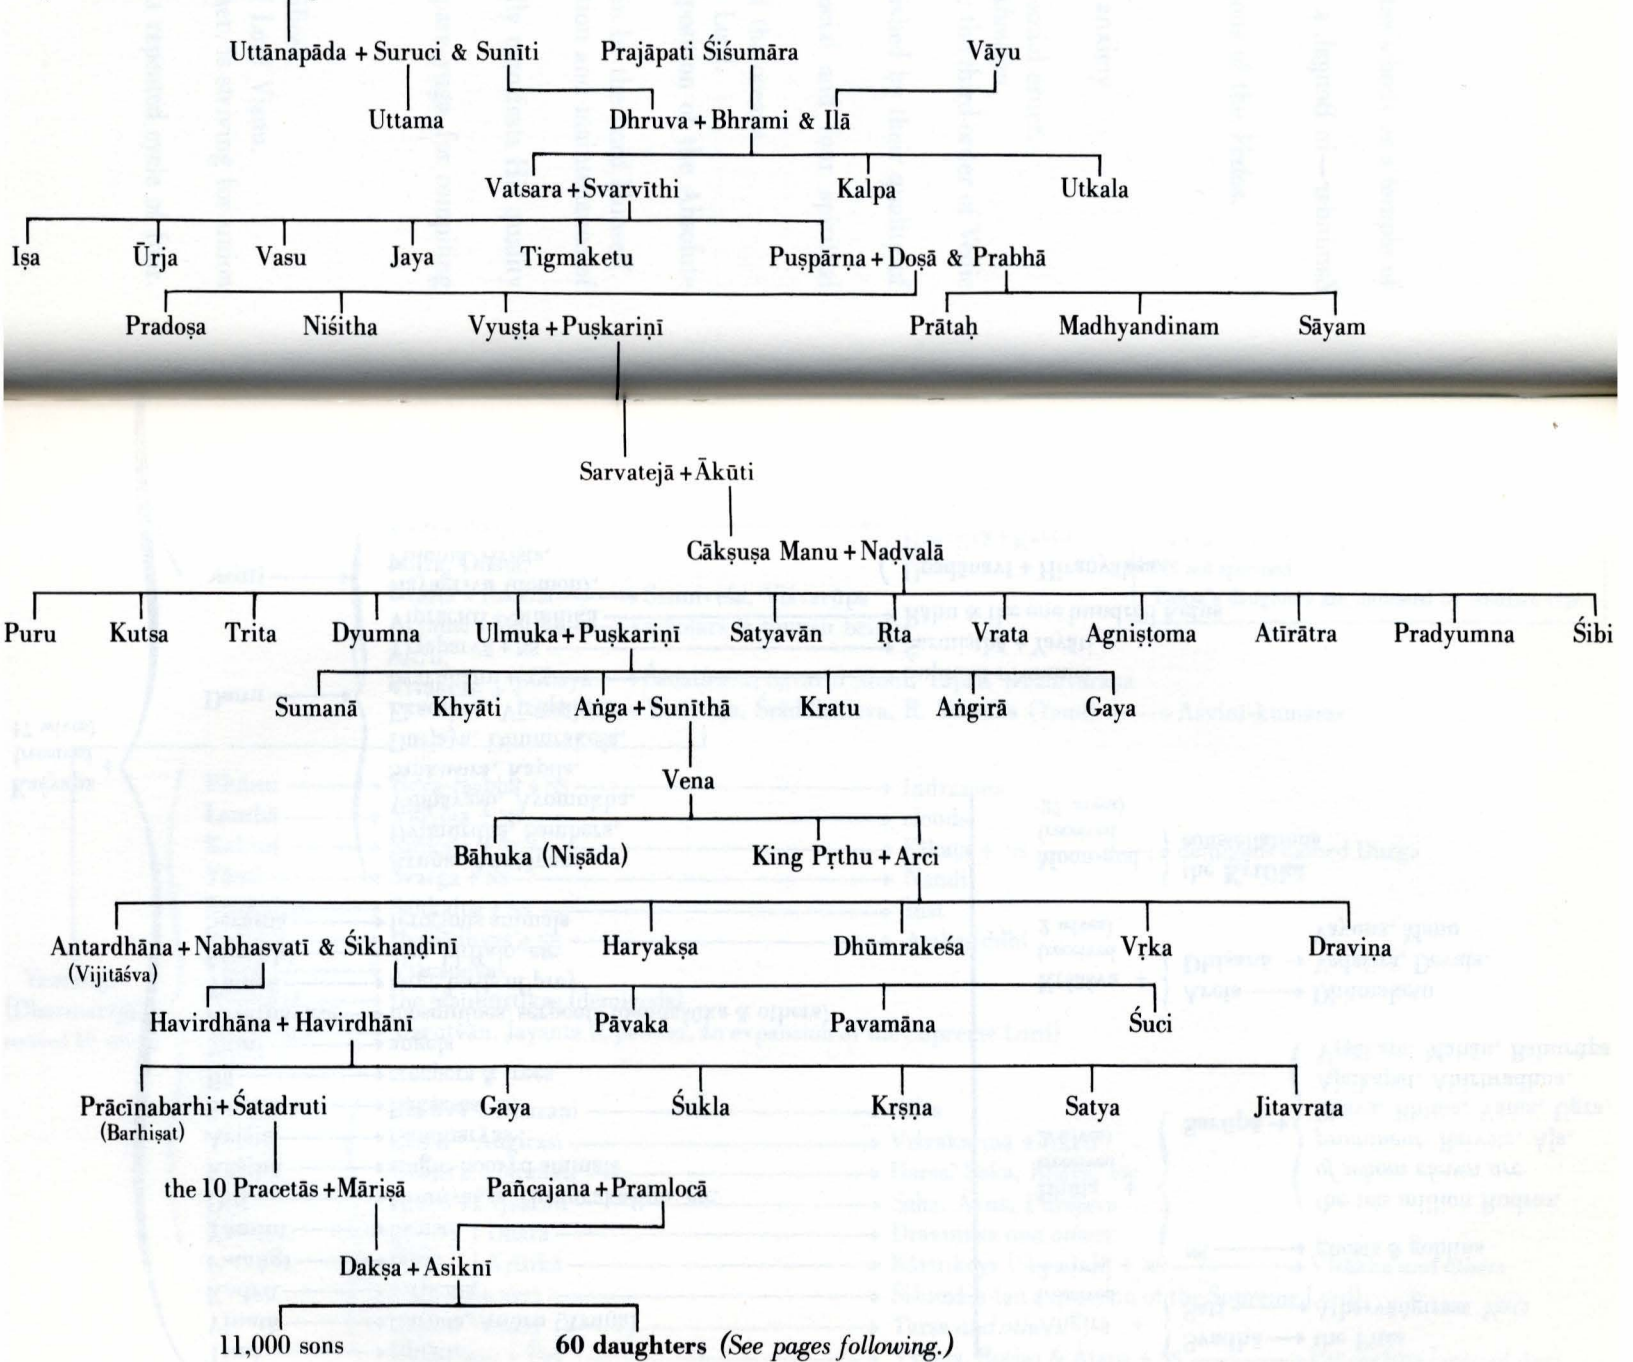 Uttānapāda + Suruci & Sunīti Prajāpati Śiśumāra Vāyu
Uttama Dhruva + Bhrami & Ilā
Vatsara + Svarvīthi Kalpa Utkala
Iṣa Ūrja Vasu Jaya Tigmaketu Puṣpārṇa + Doṣā & Prabhā
Pradoṣa Niśitha Vyuṣṭa + Puṣkariṇī Prātaḥ Madhyandinam Sāyam
Sarvatejā + Ākūti
Cākṣuṣa Manu + Naḍvalā
Puru Kutsa Trita Dyumna Ulmuka + Puṣkarinī Satyavān Ṛta Vrata Agniṣṭoma Atīrātra Pradyumna Śibi
Sumanā Khyāti Aṅga + Sunīthā Kratu Aṅgirā Gaya
Vena
Bāhuka (Niṣāda) King Pṛthu + Arci
Antardhāna + Nabhasvatī & Śikhaṇḍinī Haryakṣa Dhūmrakeśa Vṛka Draviṇa
(Vijitāśva)
Havirdhāna + Havirdhānī Pāvaka Pavamāna Śuci
Prācīnabarhi + Śatadruti Gaya Śukla Kṛṣṇa Satya Jitavrata
(Barhiṣat)
the 10 Pracetās + Māriṣā Pañcajana + Pramlocā
Dakṣa + Asiknī
11,000 sons 60 daughters (See pages following.)